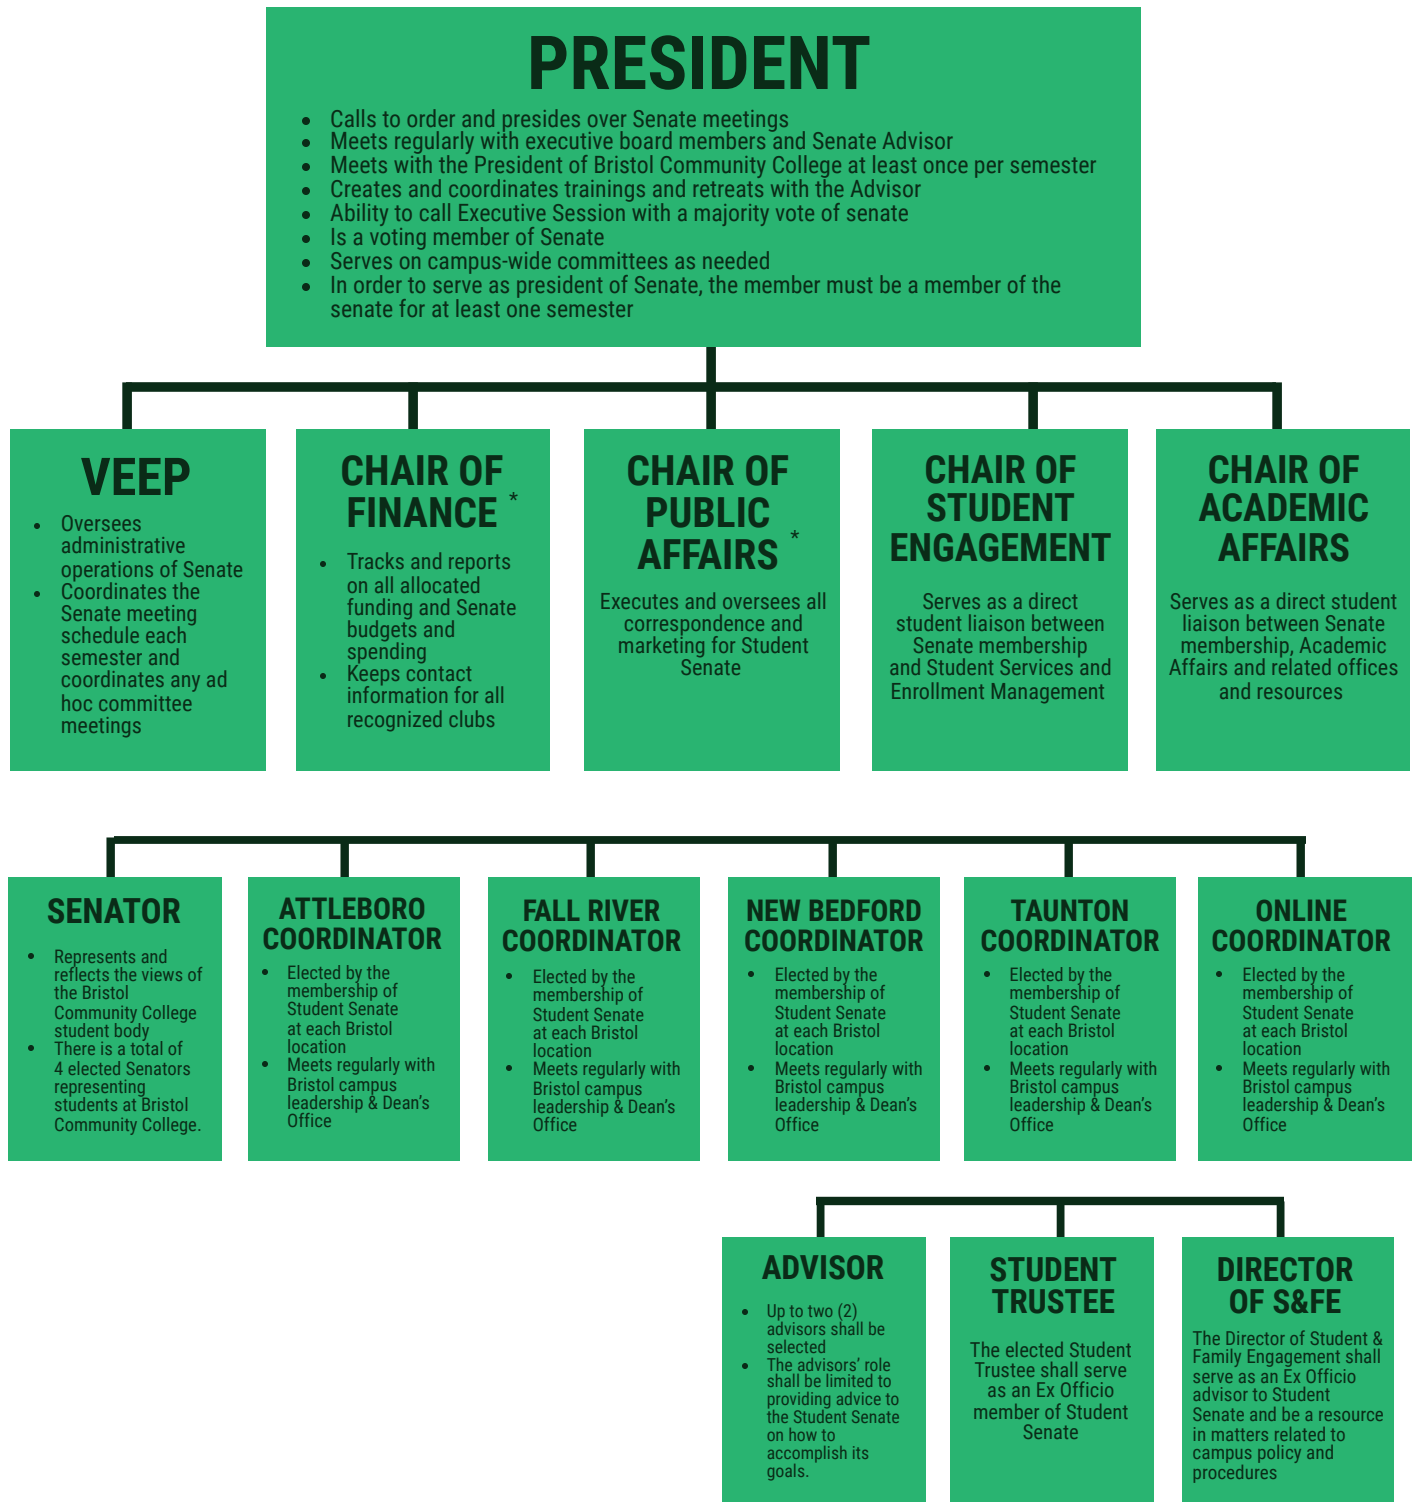 PRESIDENT
• Calls to order and presides over Senate meetings
• Meets regularly with executive board members and Senate Advisor
• Meets with the President of Bristol Community College at least once per semester
• Creates and coordinates trainings and retreats with the Advisor
• Ability to call Executive Session with a majority vote of senate
• Is a voting member of Senate
• Serves on campus-wide committees as needed
• In order to serve as president of Senate, the member must be a member of the
senate for at least one semester
VEEP
• Oversees
administrative
operations of Senate
• Coordinates the
Senate meeting
schedule each
semester and
coordinates any ad
hoc committee
meetings
CHAIR OF
FINANCE *
• Tracks and reports
on all allocated
funding and Senate
budgets and
spending
• Keeps contact
information for all
recognized clubs
CHAIR OF
PUBLIC
AFFAIRS *
Executes and oversees all
correspondence and
marketing for Student
Senate
CHAIR OF
STUDENT
ENGAGEMENT
Serves as a direct
student liaison between
Senate membership
and Student Services and
Enrollment Management
CHAIR OF
ACADEMIC
AFFAIRS
Serves as a direct student
liaison between Senate
membership, Academic
Affairs and related offices
and resources
SENATOR
• Represents and
reflects the views of
the Bristol
Community College
student body
• There is a total of
4 elected Senators
representing
students at Bristol
Community College.
ATTLEBORO
COORDINATOR
• Elected by the
membership of
Student Senate
at each Bristol
location
• Meets regularly with
Bristol campus
leadership & Dean's
Office
FALL RIVER
COORDINATOR
• Elected by the
membership of
Student Senate
at each Bristol
location
• Meets regularly with
Bristol campus
leadership & Dean's
Office
NEW BEDFORD
COORDINATOR
• Elected by the
membership of
Student Senate
at each Bristol
location
• Meets regularly with
Bristol campus
leadership & Dean's
Office
TAUNTON
COORDINATOR
• Elected by the
membership of
Student Senate
at each Bristol
location
• Meets regularly with
Bristol campus
leadership & Dean's
Office
ONLINE
COORDINATOR
• Elected by the
membership of
Student Senate
at each Bristol
location
• Meets regularly with
Bristol campus
leadership & Dean's
Office
ADVISOR
• Up to two (2)
advisors shall be
selected
• The advisors' role
shall be limited to
providing advice to
the Student Senate
on how to
accomplish its
goals.
STUDENT
TRUSTEE
The elected Student
Trustee shall serve
as an Ex Officio
member of Student
Senate
DIRECTOR
OF S&FE
The Director of Student &
Family Engagement shall
serve as an Ex Officio
advisor to Student
Senate and be a resource
in matters related to
campus policy and
procedures